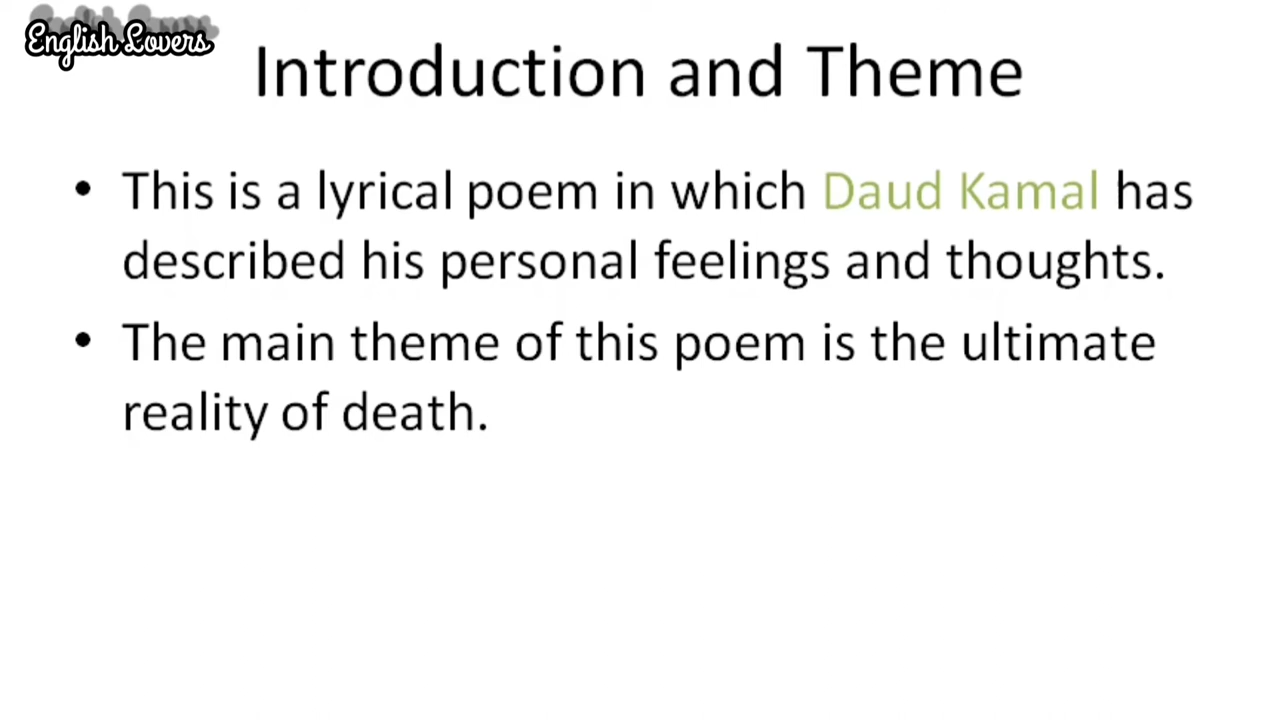 English Lovers
Introduction and Theme
• This is a lyrical poem in which Daud Kamal has
described his personal feelings and thoughts.
• The main theme of this poem is the ultimate
reality of death.